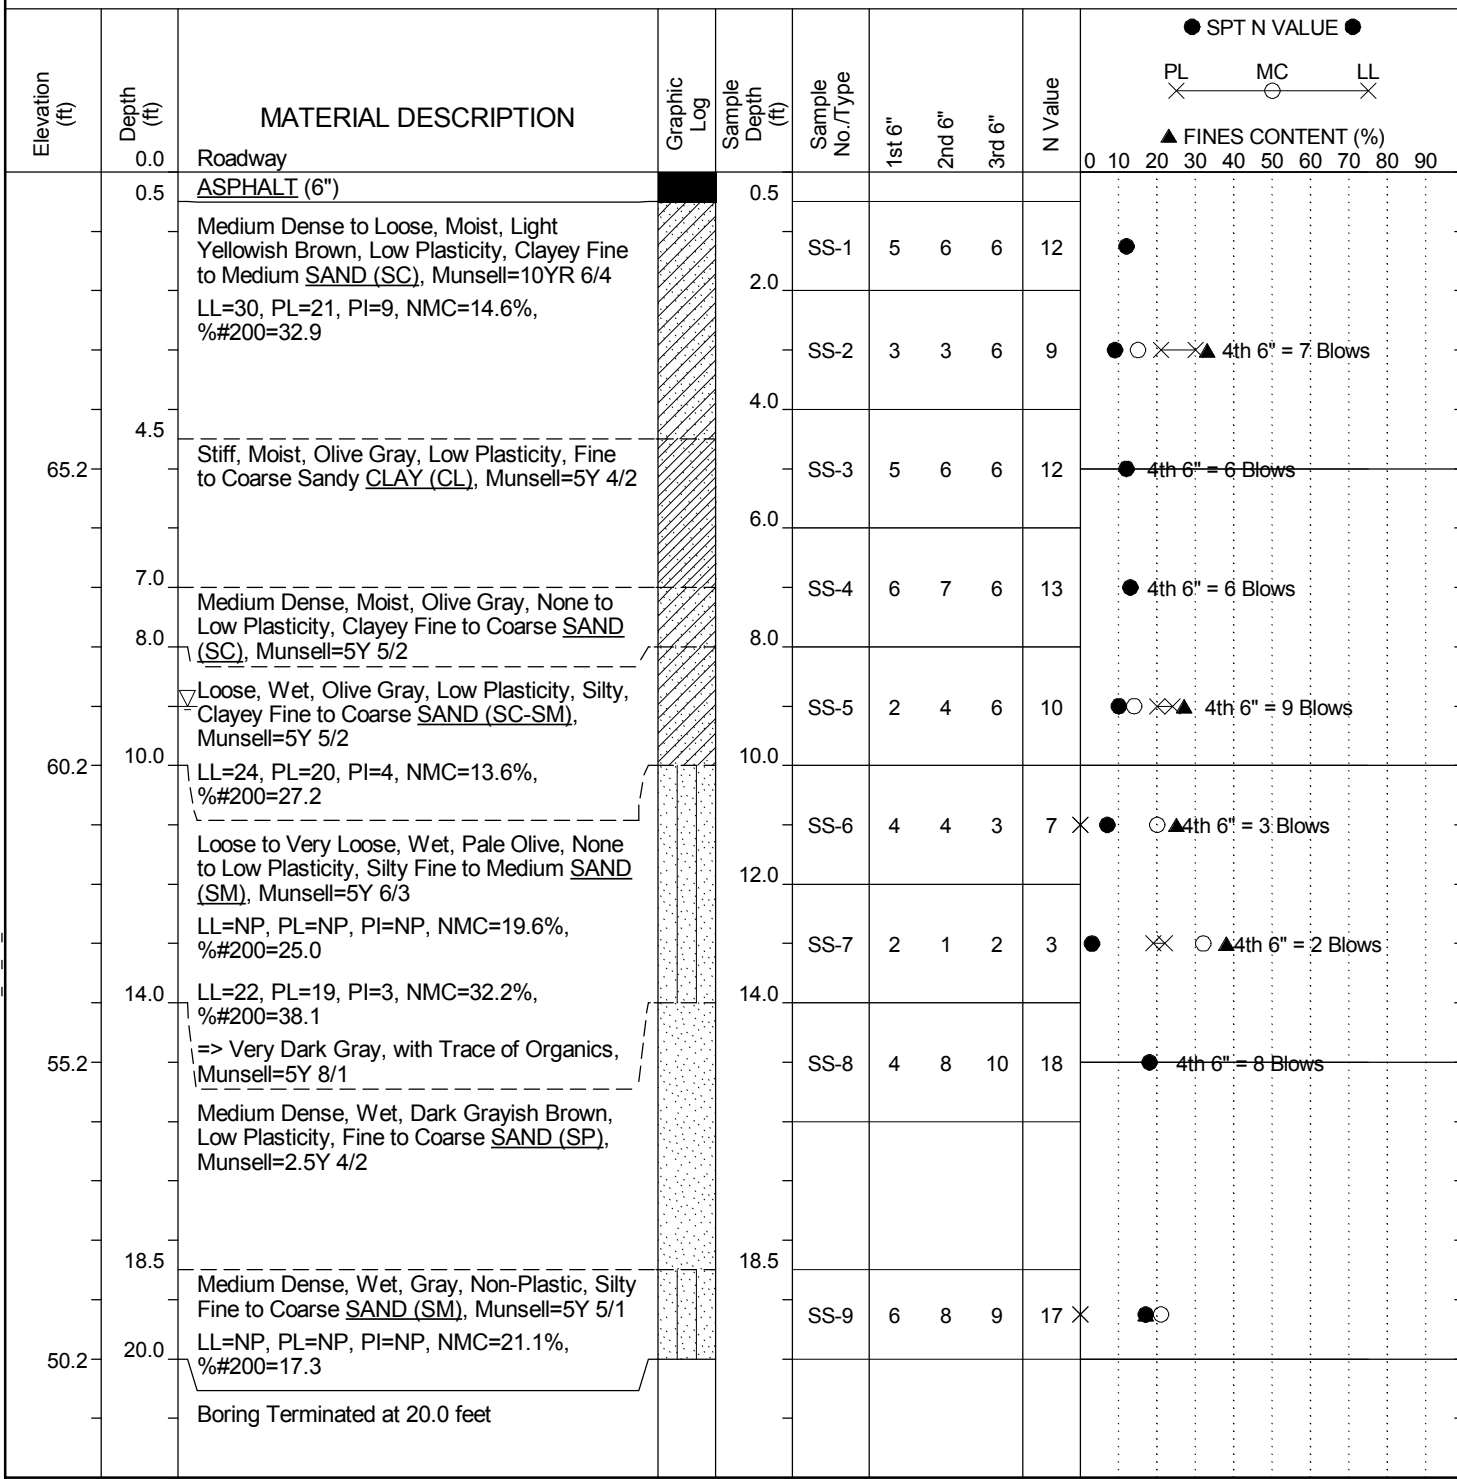 ● SPT N VALUE ●
PL MC LL
▲ FINES CONTENT (%)
0 10 20 30 40 50 60 70 80 90
Elevation (ft)
Depth (ft)
MATERIAL DESCRIPTION
Graphic Log
Sample Depth (ft)
Sample No./Type
1st 6"
2nd 6"
3rd 6"
N Value
0.0 Roadway
0.5 ASPHALT (6") 0.5
Medium Dense to Loose, Moist, Light
Yellowish Brown, Low Plasticity, Clayey Fine
to Medium SAND (SC), Munsell=10YR 6/4
SS-1 5 6 6 12
2.0
LL=30, PL=21, PI=9, NMC=14.6%,
%#200=32.9
SS-2 3 3 6 9 4th 6" = 7 Blows
4.0
4.5
Stiff, Moist, Olive Gray, Low Plasticity, Fine
to Coarse Sandy CLAY (CL), Munsell=5Y 4/2
65.2 SS-3 5 6 6 12 4th 6" = 6 Blows
6.0
7.0
SS-4 6 7 6 13 4th 6" = 6 Blows
Medium Dense, Moist, Olive Gray, None to
Low Plasticity, Clayey Fine to Coarse SAND
(SC), Munsell=5Y 5/2
8.0 8.0
Loose, Wet, Olive Gray, Low Plasticity, Silty,
Clayey Fine to Coarse SAND (SC-SM),
Munsell=5Y 5/2
SS-5 2 4 6 10 4th 6" = 9 Blows
60.2 10.0 10.0
LL=24, PL=20, PI=4, NMC=13.6%,
%#200=27.2
SS-6 4 4 3 7 4th 6" = 3 Blows
Loose to Very Loose, Wet, Pale Olive, None
to Low Plasticity, Silty Fine to Medium SAND
(SM), Munsell=5Y 6/3
12.0
LL=NP, PL=NP, PI=NP, NMC=19.6%,
%#200=25.0
SS-7 2 1 2 3 4th 6" = 2 Blows
14.0 14.0
LL=22, PL=19, PI=3, NMC=32.2%,
%#200=38.1
=> Very Dark Gray, with Trace of Organics,
Munsell=5Y 8/1
55.2 SS-8 4 8 10 18 4th 6" = 8 Blows
Medium Dense, Wet, Dark Grayish Brown,
Low Plasticity, Fine to Coarse SAND (SP),
Munsell=2.5Y 4/2
18.5 18.5
Medium Dense, Wet, Gray, Non-Plastic, Silty
Fine to Coarse SAND (SM), Munsell=5Y 5/1
SS-9 6 8 9 17
LL=NP, PL=NP, PI=NP, NMC=21.1%,
%#200=17.3
50.2 20.0
Boring Terminated at 20.0 feet